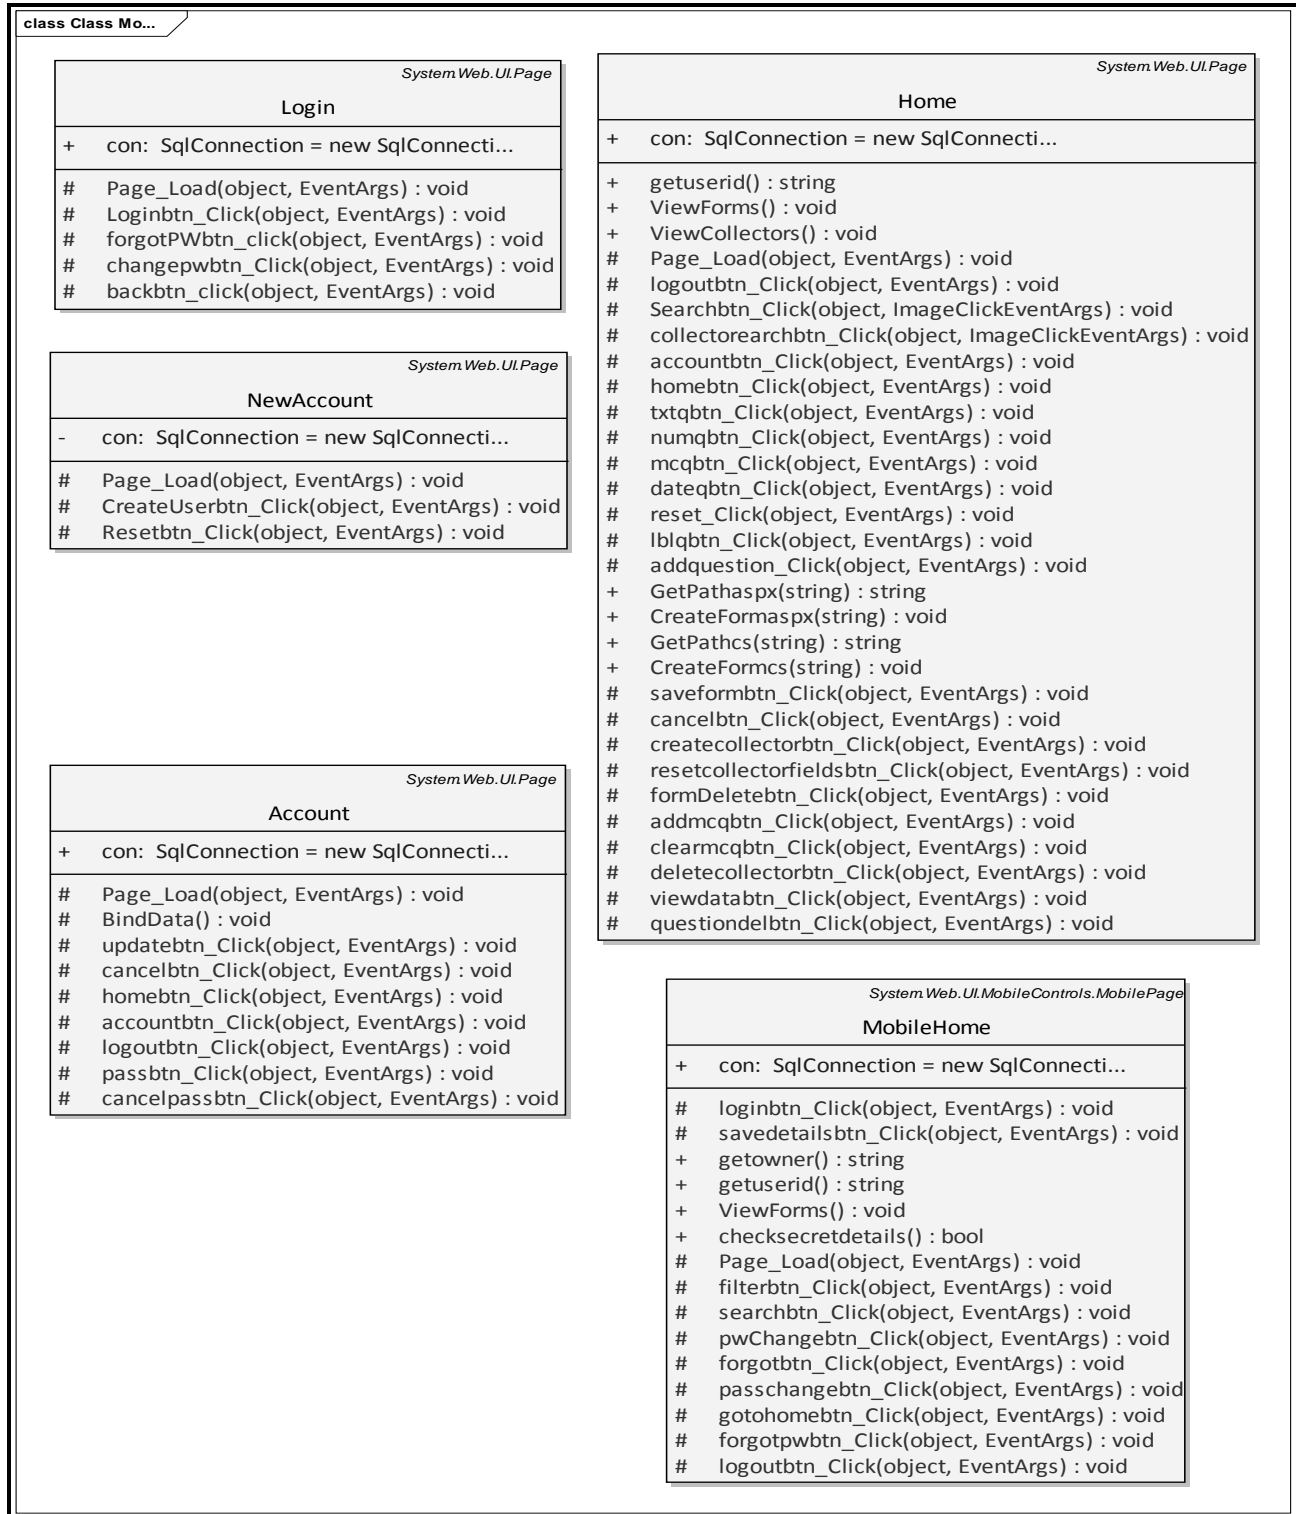 class Class Mo...
System.Web.UI.Page
Login
+ con: SqlConnection = new SqlConnecti...
# Page_Load(object, EventArgs) : void
# Loginbtn_Click(object, EventArgs) : void
# forgotPWbtn_click(object, EventArgs) : void
# changepwbtn_Click(object, EventArgs) : void
# backbtn_click(object, EventArgs) : void
System.Web.UI.Page
NewAccount
- con: SqlConnection = new SqlConnecti...
# Page_Load(object, EventArgs) : void
# CreateUserbtn_Click(object, EventArgs) : void
# Resetbtn_Click(object, EventArgs) : void
System.Web.UI.Page
Account
+ con: SqlConnection = new SqlConnecti...
# Page_Load(object, EventArgs) : void
# BindData() : void
# updatebtn_Click(object, EventArgs) : void
# cancelbtn_Click(object, EventArgs) : void
# homebtn_Click(object, EventArgs) : void
# accountbtn_Click(object, EventArgs) : void
# logoutbtn_Click(object, EventArgs) : void
# passbtn_Click(object, EventArgs) : void
# cancelpassbtn_Click(object, EventArgs) : void
System.Web.UI.Page
Home
+ con: SqlConnection = new SqlConnecti...
+ getuserid() : string
+ ViewForms() : void
+ ViewCollectors() : void
# Page_Load(object, EventArgs) : void
# logoutbtn_Click(object, EventArgs) : void
# Searchbtn_Click(object, ImageClickEventArgs) : void
# collectorearchbtn_Click(object, ImageClickEventArgs) : void
# accountbtn_Click(object, EventArgs) : void
# homebtn_Click(object, EventArgs) : void
# txtqbtn_Click(object, EventArgs) : void
# numqbtn_Click(object, EventArgs) : void
# mcqbtn_Click(object, EventArgs) : void
# dateqbtn_Click(object, EventArgs) : void
# reset_Click(object, EventArgs) : void
# lblqbtn_Click(object, EventArgs) : void
# addquestion_Click(object, EventArgs) : void
+ GetPathaspx(string) : string
+ CreateFormaspx(string) : void
+ GetPathcs(string) : string
+ CreateFormcs(string) : void
# saveformbtn_Click(object, EventArgs) : void
# cancelbtn_Click(object, EventArgs) : void
# createcollectorbtn_Click(object, EventArgs) : void
# resetcollectorfieldsbtn_Click(object, EventArgs) : void
# formDeletebtn_Click(object, EventArgs) : void
# addmcqbtn_Click(object, EventArgs) : void
# clearmcqbtn_Click(object, EventArgs) : void
# deletecollectorbtn_Click(object, EventArgs) : void
# viewdatabtn_Click(object, EventArgs) : void
# questiondelbtn_Click(object, EventArgs) : void
System.Web.UI.MobileControls.MobilePage
MobileHome
+ con: SqlConnection = new SqlConnecti...
# loginbtn_Click(object, EventArgs) : void
# savedetailsbtn_Click(object, EventArgs) : void
+ getowner() : string
+ getuserid() : string
+ ViewForms() : void
+ checksecretdetails() : bool
# Page_Load(object, EventArgs) : void
# filterbtn_Click(object, EventArgs) : void
# searchbtn_Click(object, EventArgs) : void
# pwChangebtn_Click(object, EventArgs) : void
# forgotbtn_Click(object, EventArgs) : void
# passchangebtn_Click(object, EventArgs) : void
# gotohomebtn_Click(object, EventArgs) : void
# forgotpwbtn_Click(object, EventArgs) : void
# logoutbtn_Click(object, EventArgs) : void